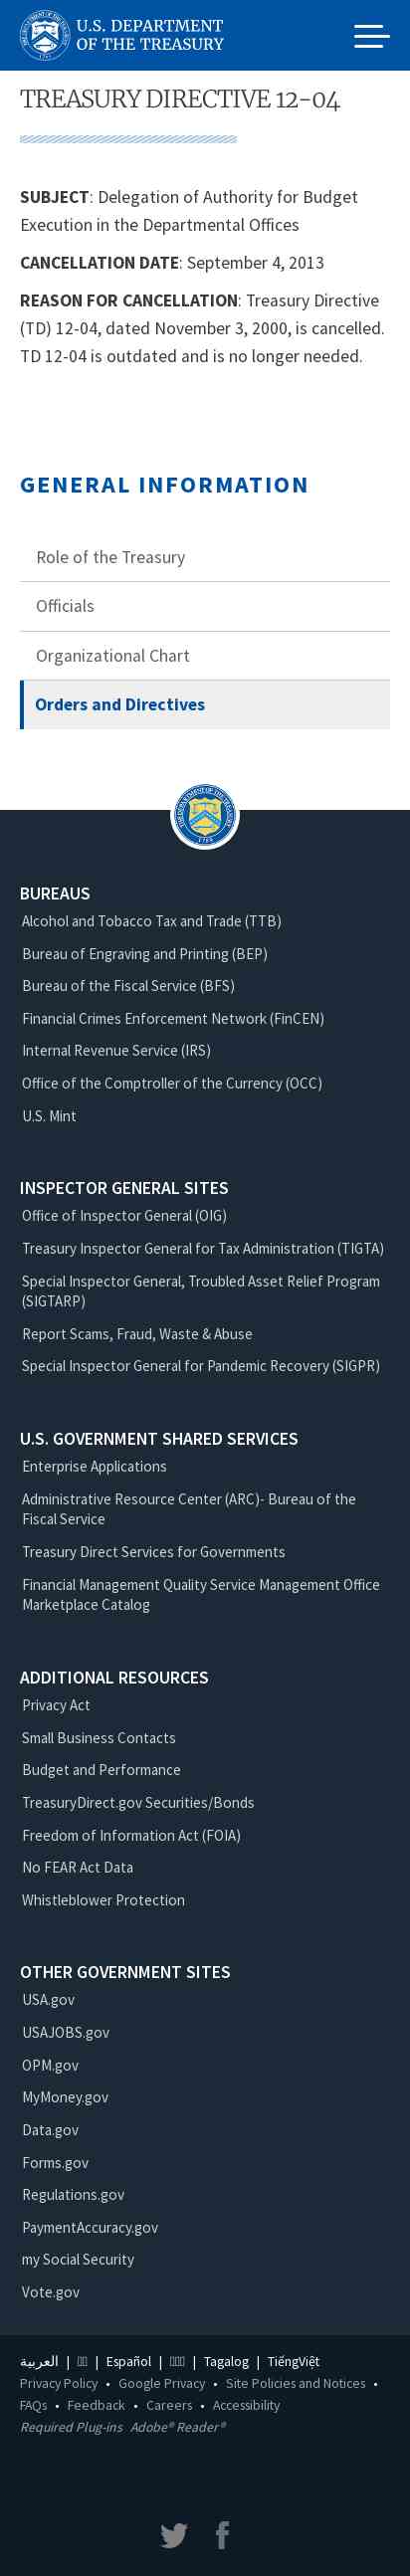 U.S. DEPARTMENT
OF THE TREASURY
TREASURY DIRECTIVE 12-04
SUBJECT: Delegation of Authority for Budget
Execution in the Departmental Offices
CANCELLATION DATE: September 4, 2013
REASON FOR CANCELLATION: Treasury Directive
(TD) 12-04, dated November 3, 2000, is cancelled.
TD 12-04 is outdated and is no longer needed.
GENERAL INFORMATION
Role of the Treasury
Officials
Organizational Chart
Orders and Directives
BUREAUS
Alcohol and Tobacco Tax and Trade (TTB)
Bureau of Engraving and Printing (BEP)
Bureau of the Fiscal Service (BFS)
Financial Crimes Enforcement Network (FinCEN)
Internal Revenue Service (IRS)
Office of the Comptroller of the Currency (OCC)
U.S. Mint
INSPECTOR GENERAL SITES
Office of Inspector General (OIG)
Treasury Inspector General for Tax Administration (TIGTA)
Special Inspector General, Troubled Asset Relief Program
(SIGTARP)
Report Scams, Fraud, Waste & Abuse
Special Inspector General for Pandemic Recovery (SIGPR)
U.S. GOVERNMENT SHARED SERVICES
Enterprise Applications
Administrative Resource Center (ARC)- Bureau of the
Fiscal Service
Treasury Direct Services for Governments
Financial Management Quality Service Management Office
Marketplace Catalog
ADDITIONAL RESOURCES
Privacy Act
Small Business Contacts
Budget and Performance
TreasuryDirect.gov Securities/Bonds
Freedom of Information Act (FOIA)
No FEAR Act Data
Whistleblower Protection
OTHER GOVERNMENT SITES
USA.gov
USAJOBS.gov
OPM.gov
MyMoney.gov
Data.gov
Forms.gov
Regulations.gov
PaymentAccuracy.gov
my Social Security
Vote.gov
العربية | | Español | | Tagalog | TiếngViệt
Privacy Policy • Google Privacy • Site Policies and Notices •
FAQs • Feedback • Careers • Accessibility
Required Plug-ins Adobe® Reader®